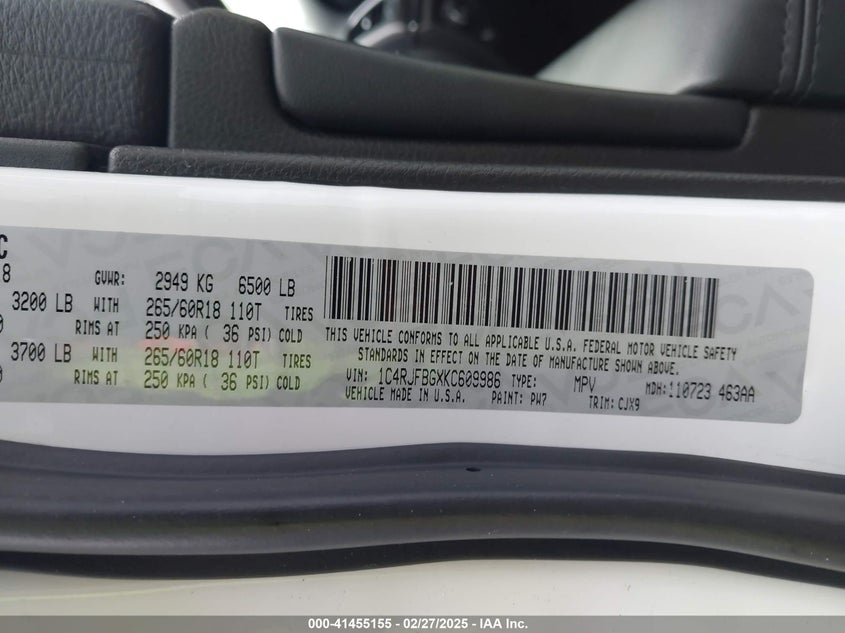 C
8
GVWR: 2949 KG 6500 LB
3200 LB WITH 265/60R18 110T TIRES
0 RIMS AT 250 KPA ( 36 PSI) COLD
3700 LB WITH 265/60R18 110T TIRES
0 RIMS AT 250 KPA ( 36 PSI) COLD
THIS VEHICLE CONFORMS TO ALL APPLICABLE U.S.A. FEDERAL MOTOR VEHICLE SAFETY
STANDARDS IN EFFECT ON THE DATE OF MANUFACTURE SHOWN ABOVE.
VIN: 1C4RJFBGXKC609986 TYPE: MPV MDH:110723 463AA
VEHICLE MADE IN U.S.A. PAINT: PW7 TRIM: CJX9
000-41455155 - 02/27/2025 - IAA Inc.